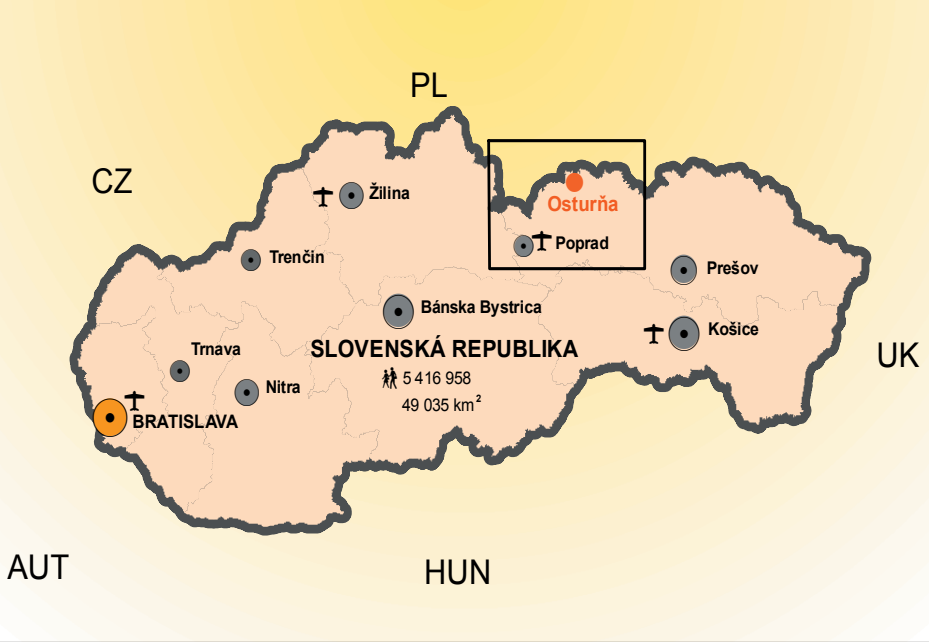 PL
CZ
Žilina
Osturňa
Poprad
Trenčin
Prešov
Bánska Bystrica
Košice
SLOVENSKÁ REPUBLIKA
Trnava
UK
5 416 958
Nitra
49 035 km²
BRATISLAVA
AUT
HUN